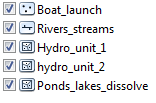 Boat_launch
Rivers_streams
Hydro_unit_1
hydro_unit_2
Ponds_lakes_dissolve